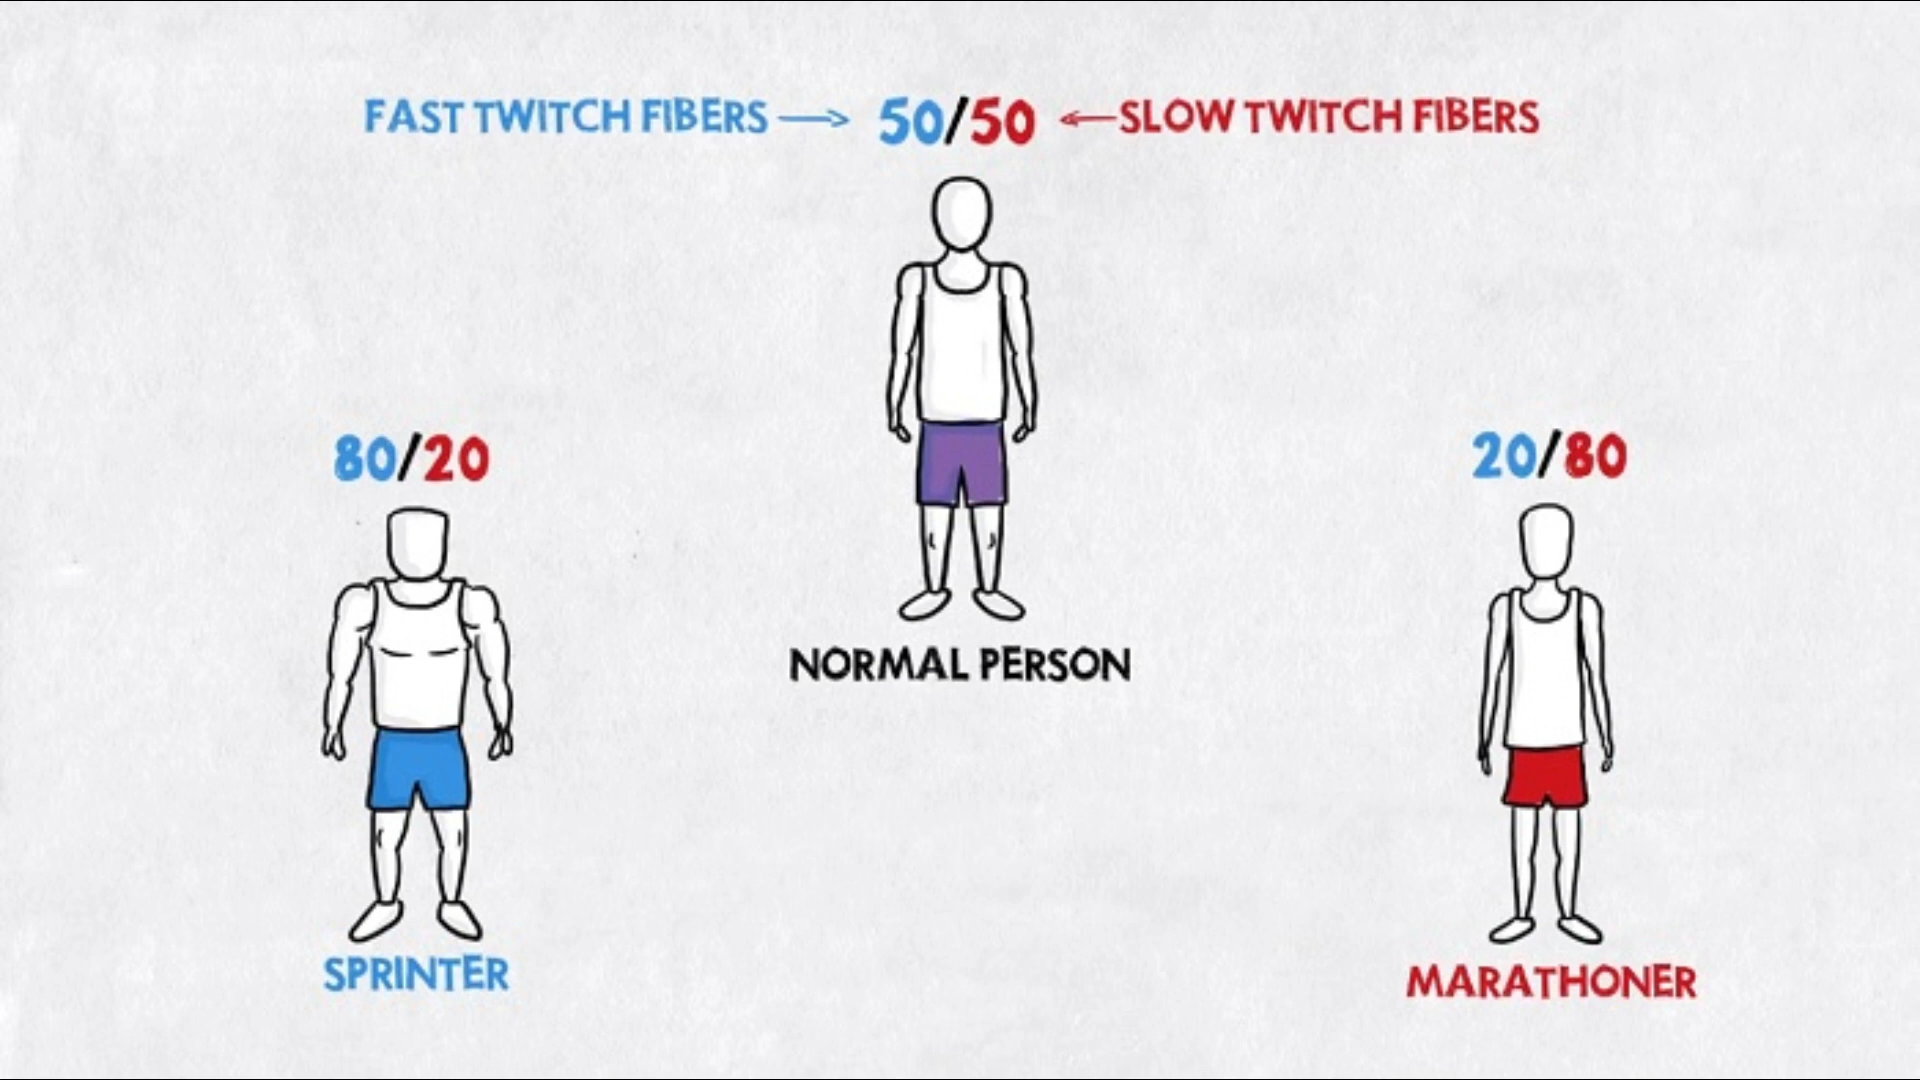 FAST TWITCH FIBERS → 50/50 ← SLOW TWITCH FIBERS
80/20
20/80
NORMAL PERSON
SPRINTER
MARATHONER